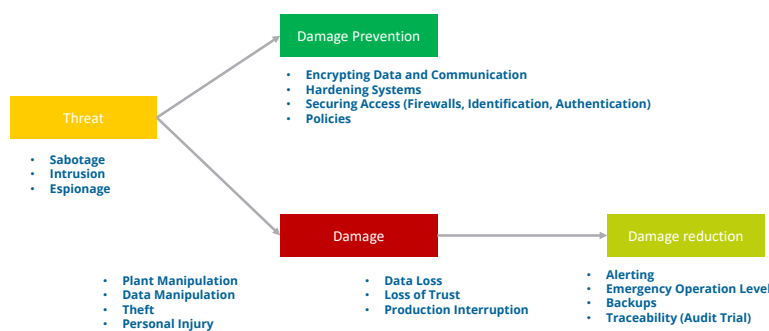 Damage Prevention
• Encrypting Data and Communication
• Hardening Systems
• Securing Access (Firewalls, Identification, Authentication)
• Policies
Threat
• Sabotage
• Intrusion
• Espionage
Damage
• Plant Manipulation
• Data Manipulation
• Theft
• Personal Injury
• Data Loss
• Loss of Trust
• Production Interruption
Damage reduction
• Alerting
• Emergency Operation Level
• Backups
• Traceability (Audit Trial)